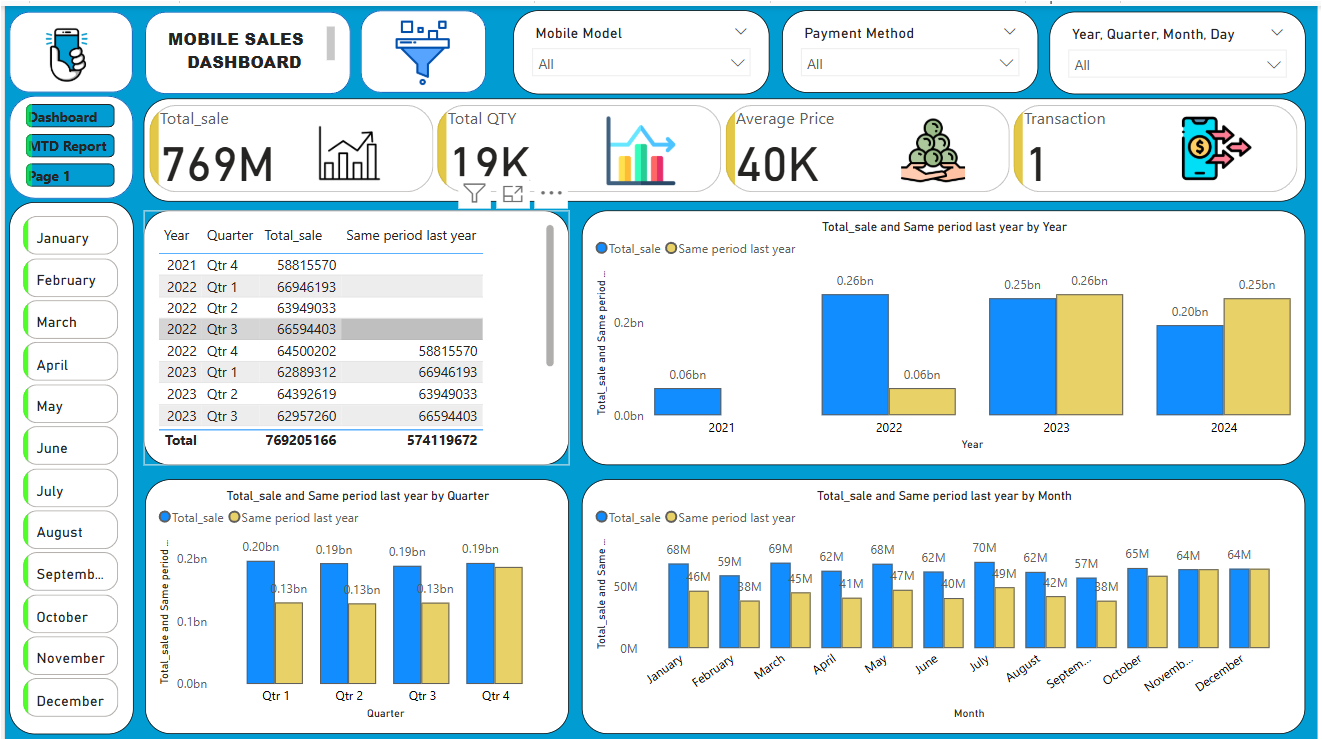 MOBILE SALES
DASHBOARD
Mobile Model
All
Payment Method
All
Year, Quarter, Month, Day
All
Dashboard
MTD Report
Page 1
Total_sale
769M
Total QTY
19K
Average Price
40K
Transaction
1
January
February
March
April
May
June
July
August
Septemb...
October
November
December
Year Quarter Total_sale Same period last year
2021 Qtr 4 58815570
2022 Qtr 1 66946193
2022 Qtr 2 63949033
2022 Qtr 3 66594403
2022 Qtr 4 64500202 58815570
2023 Qtr 1 62889312 66946193
2023 Qtr 2 64392619 63949033
2023 Qtr 3 62957260 66594403
Total 769205166 574119672
Total_sale and Same period last year by Year
Total_sale Same period last year
Total_sale and Same period ...
0.2bn
0.0bn
0.06bn
0.26bn
0.06bn
0.25bn
0.26bn
0.20bn
0.25bn
2021 2022 2023 2024
Year
Total_sale and Same period last year by Quarter
Total_sale Same period last year
Total_sale and Same period ...
0.2bn
0.1bn
0.0bn
0.20bn
0.13bn
0.19bn
0.13bn
0.19bn
0.13bn
0.19bn
Qtr 1 Qtr 2 Qtr 3 Qtr 4
Quarter
Total_sale and Same period last year by Month
Total_sale Same period last year
Total_sale and Same ...
50M
0M
68M
46M
59M
38M
69M
45M
62M
41M
68M
47M
62M
40M
70M
49M
62M
42M
57M
38M
65M
64M
64M
January February March April May June July August Septem... October Novemb... December
Month